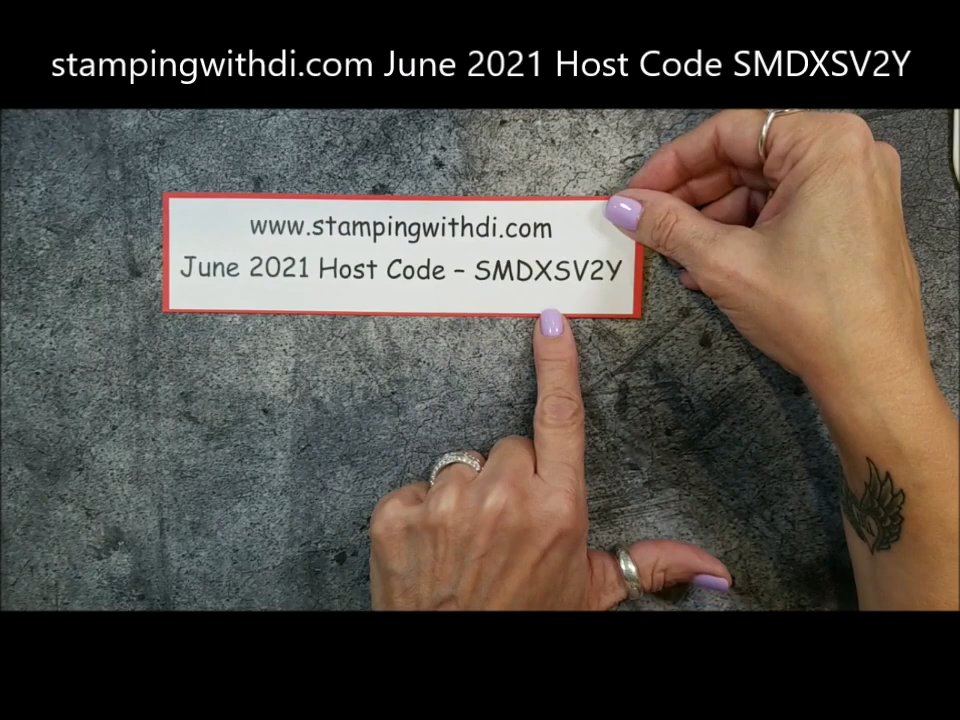 stampingwithdi.com June 2021 Host Code SMDXSV2Y
www.stampingwithdi.com
June 2021 Host Code – SMDXSV2Y